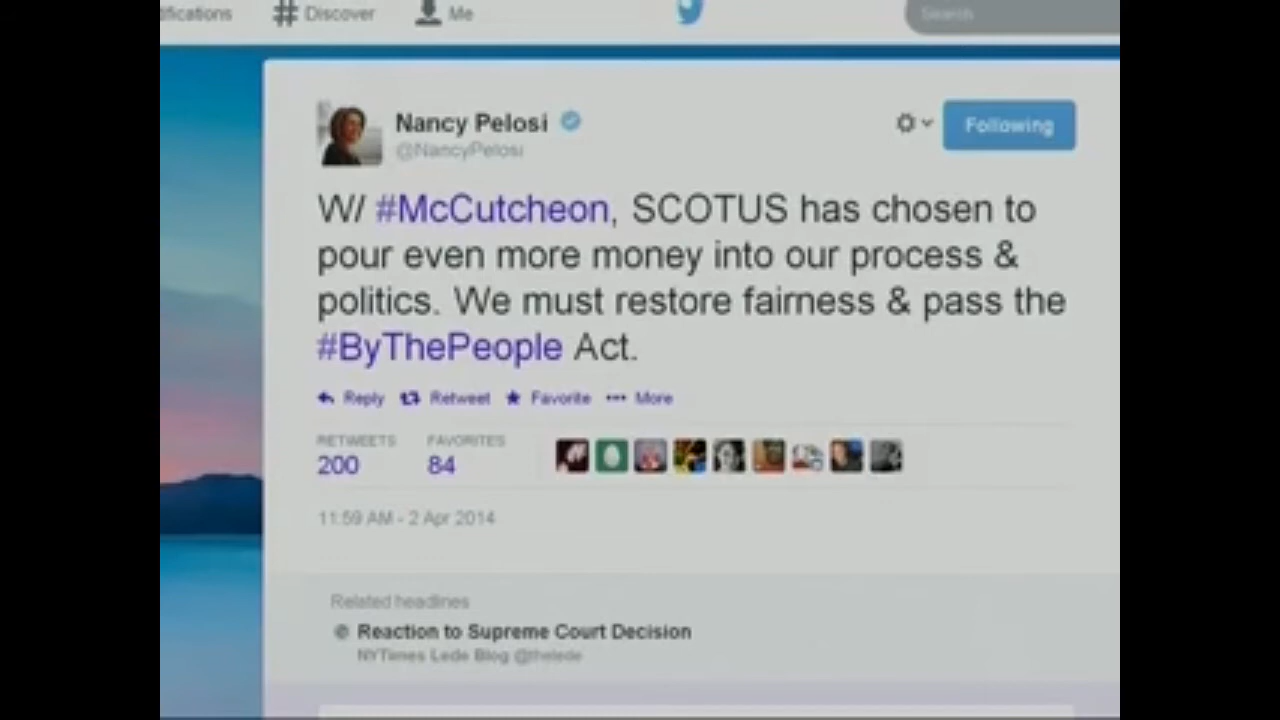 Discover
Me
Search
Nancy Pelosi
@NancyPelosi
Following
W/ #McCutcheon, SCOTUS has chosen to
pour even more money into our process &
politics. We must restore fairness & pass the
#ByThePeople Act.
Reply Retweet Favorite More
RETWEETS FAVORITES
200 84
11:59 AM - 2 Apr 2014
Related headlines
Reaction to Supreme Court Decision
NYTimes Lede Blog @thelede